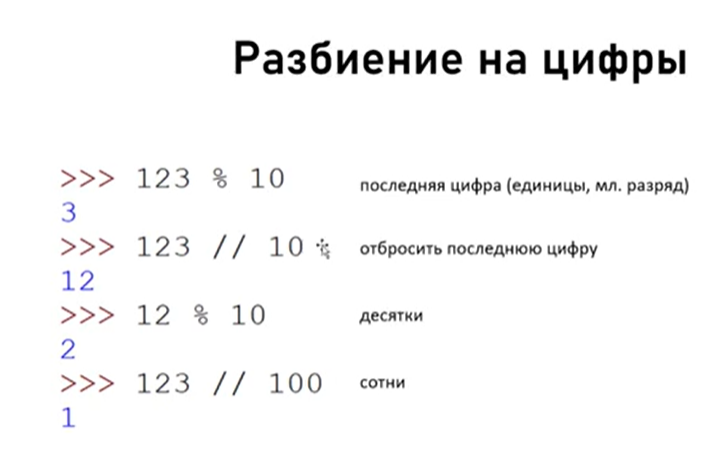 Разбиение на цифры
>>> 123 % 10 последняя цифра (единицы, мл. разряд)
3
>>> 123 // 10 отбросить последнюю цифру
12
>>> 12 % 10 десятки
2
>>> 123 // 100 сотни
1